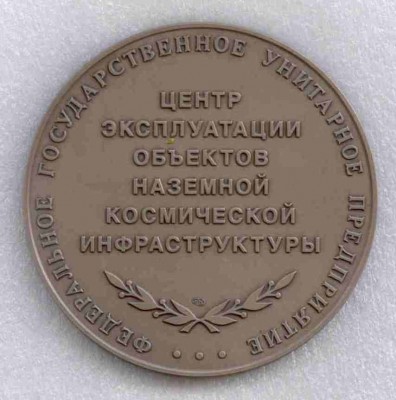 ФЕДЕРАЛЬНОЕ ГОСУДАРСТВЕННОЕ УНИТАРНОЕ ПРЕДПРИЯТИЕ
ЦЕНТР
ЭКСПЛУАТАЦИИ
ОБЪЕКТОВ
НАЗЕМНОЙ
КОСМИЧЕСКОЙ
ИНФРАСТРУКТУРЫ